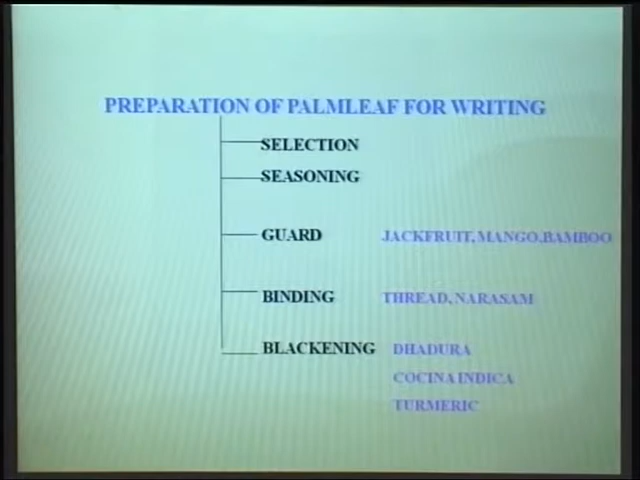 PREPARATION OF PALMLEAF FOR WRITING
SELECTION
SEASONING
GUARD JACKFRUIT, MANGO,BAMBOO
BINDING THREAD, NARASAM
BLACKENING DHADURA
COCINA INDICA
TURMERIC